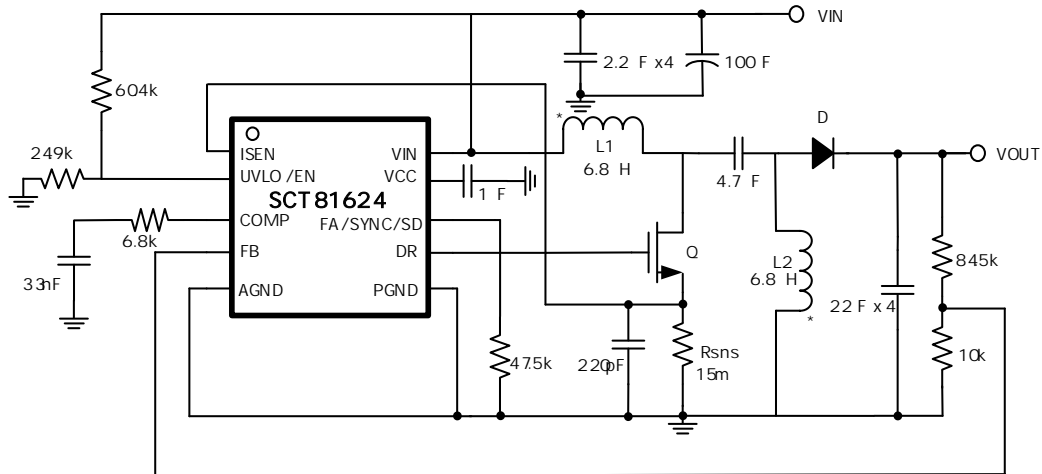 VIN
2.2 F x4
100 F
604k
*
L1
6.8 H
D
249k
ISEN
VIN
VOUT
UVLO /EN
VCC
1 F
4.7 F
SCT81624
COMP
FA/SYNC/SD
6.8k
FB
DR
Q
L2
6.8 H
845k
33nF
AGND
PGND
22 F x 4
*
47.5k
220pF
Rsns
15m
10k